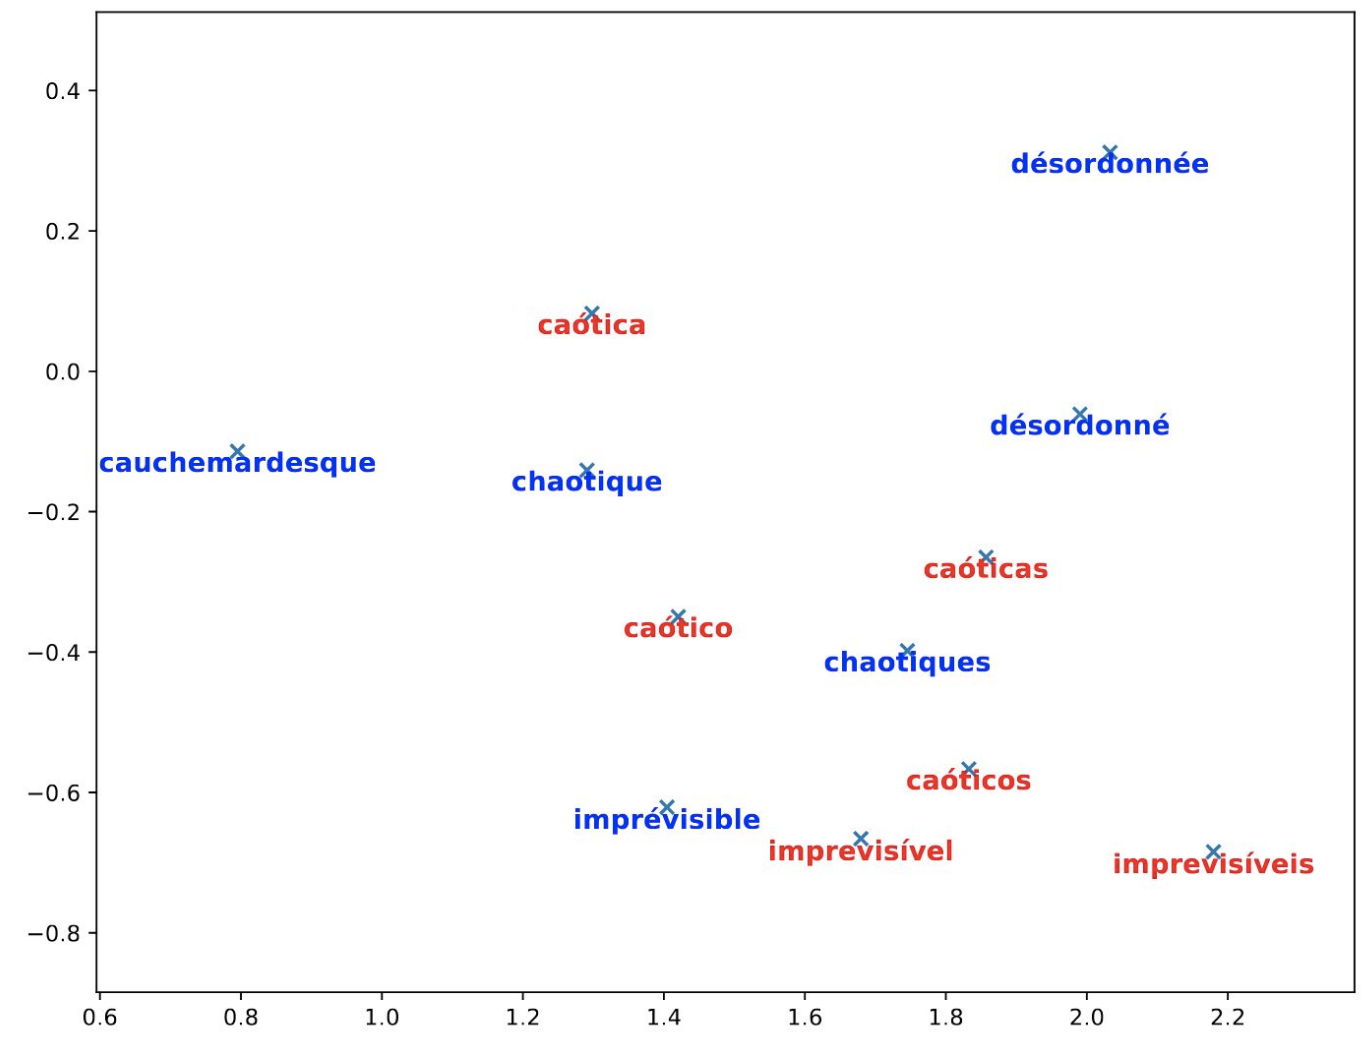 0.4
désordonnée
0.2
caótica
0.0
désordonné
cauchemardesque
chaotique
−0.2
caóticas
caótico
−0.4
chaotiques
caóticos
−0.6
imprévisible
imprevisível
imprevisíveis
−0.8
0.6 0.8 1.0 1.2 1.4 1.6 1.8 2.0 2.2